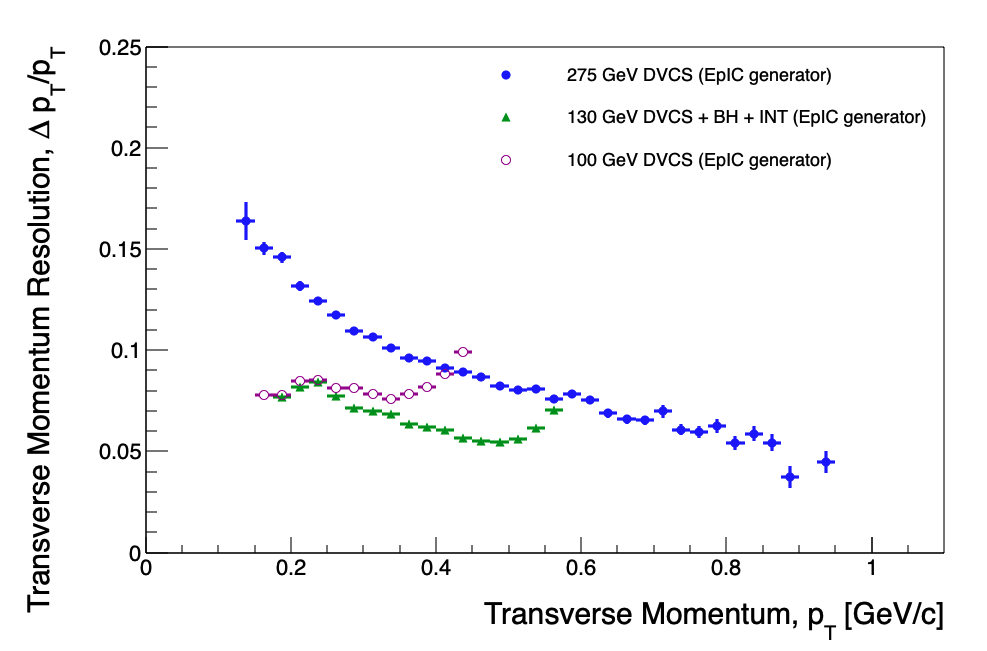 Transverse Momentum Resolution, Δ p_T/p_T
0.25
0.2
0.15
0.1
0.05
0
275 GeV DVCS (EpIC generator)
130 GeV DVCS + BH + INT (EpIC generator)
100 GeV DVCS (EpIC generator)
0 0.2 0.4 0.6 0.8 1
Transverse Momentum, p_T [GeV/c]